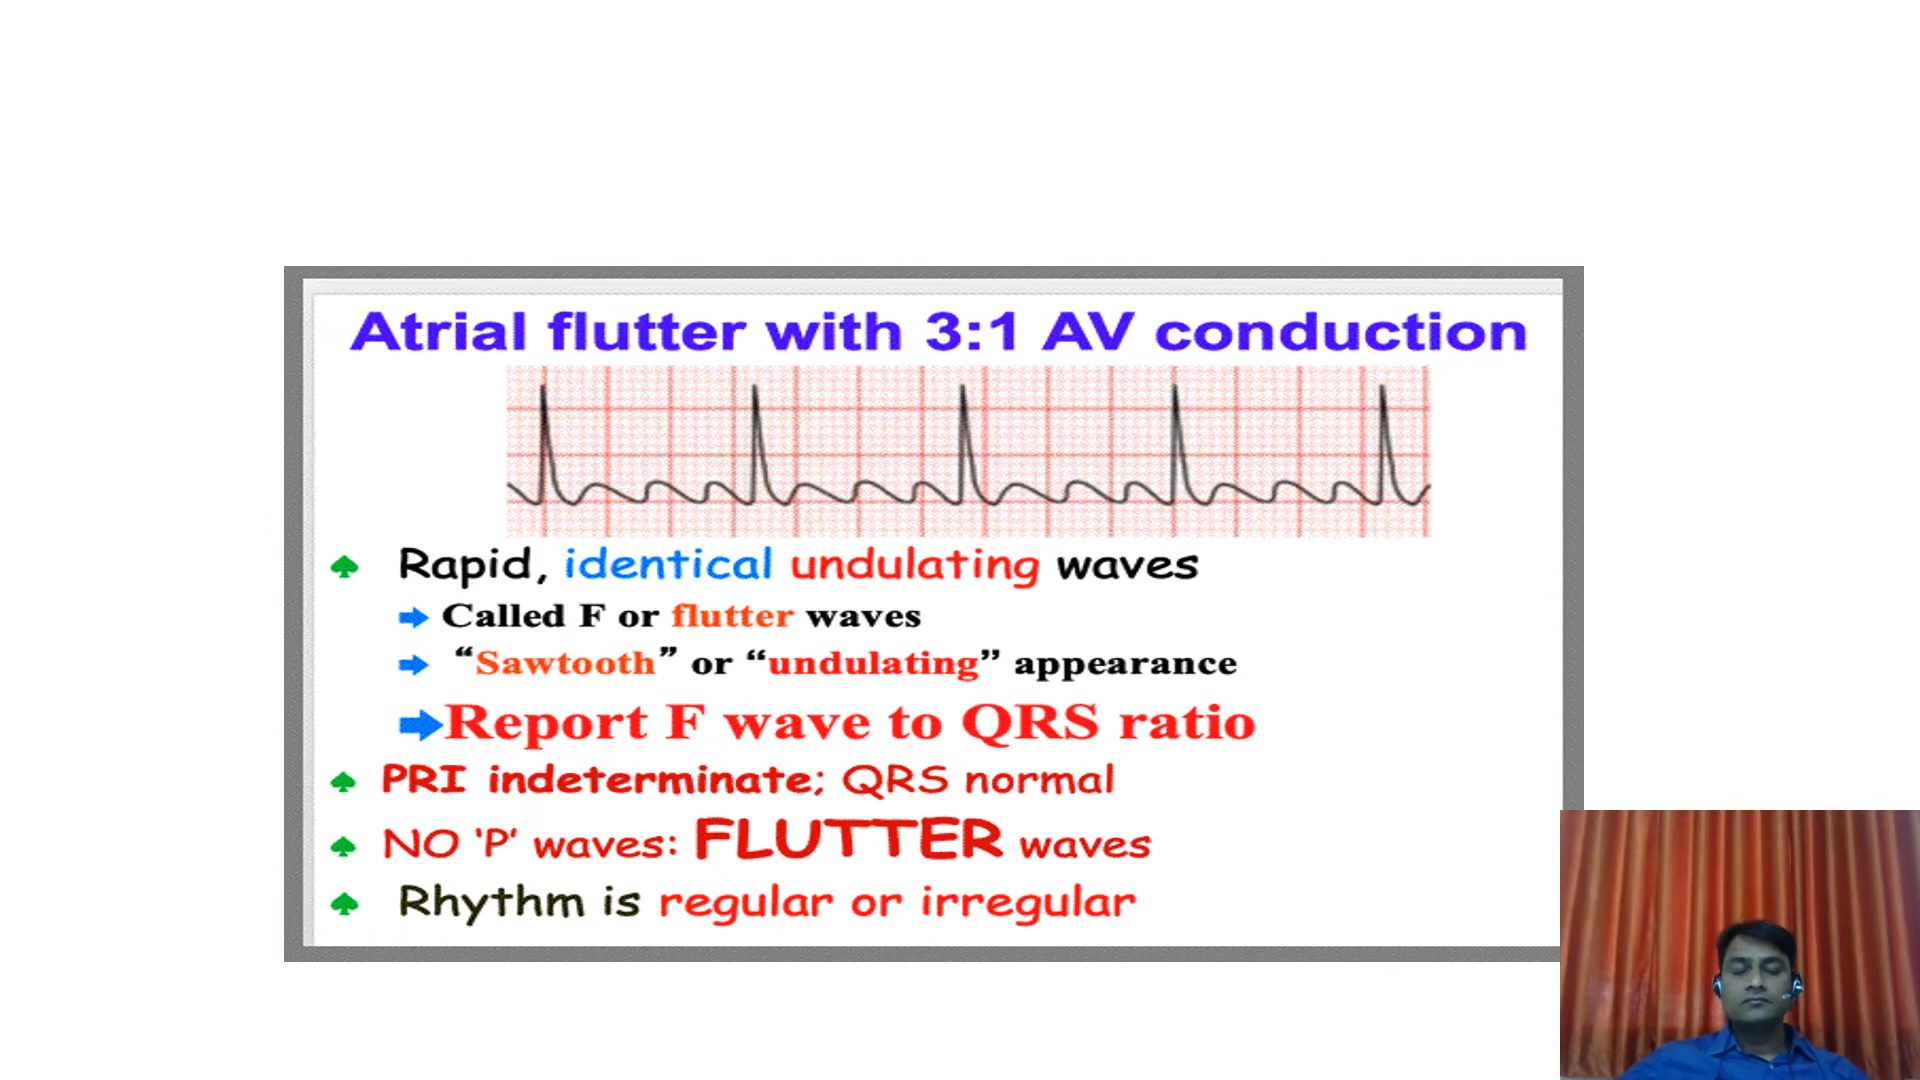 Atrial flutter with 3:1 AV conduction
Rapid, identical undulating waves
Called F or flutter waves
“Sawtooth” or “undulating” appearance
Report F wave to QRS ratio
PRI indeterminate; QRS normal
NO ‘P’ waves: FLUTTER waves
Rhythm is regular or irregular